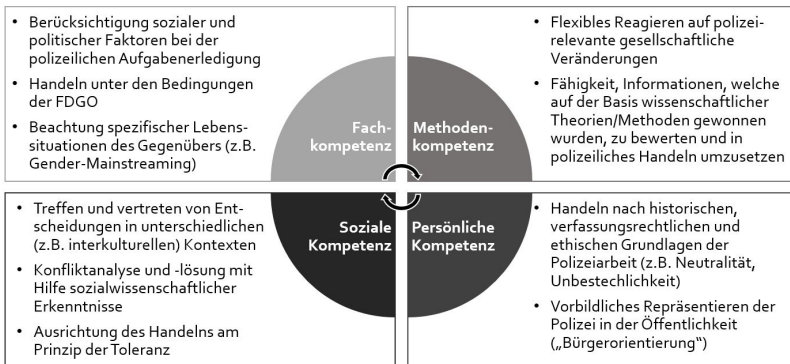 • Berücksichtigung sozialer und
politischer Faktoren bei der
polizeilichen Aufgabenerledigung
• Handeln unter den Bedingungen
der FDGO
• Beachtung spezifischer Lebens-
situationen des Gegenübers (z.B.
Gender-Mainstreaming)
Fach-
kompetenz
Methoden-
kompetenz
• Flexibles Reagieren auf polizei-
relevante gesellschaftliche
Veränderungen
• Fähigkeit, Informationen, welche
auf der Basis wissenschaftlicher
Theorien/Methoden gewonnen
wurden, zu bewerten und in
polizeiliches Handeln umzusetzen
• Treffen und vertreten von Ent-
scheidungen in unterschiedlichen
(z.B. interkulturellen) Kontexten
• Konfliktanalyse und -lösung mit
Hilfe sozialwissenschaftlicher
Erkenntnisse
• Ausrichtung des Handelns am
Prinzip der Toleranz
Soziale
Kompetenz
Persönliche
Kompetenz
• Handeln nach historischen,
verfassungsrechtlichen und
ethischen Grundlagen der
Polizeiarbeit (z.B. Neutralität,
Unbestechlichkeit)
• Vorbildliches Repräsentieren der
Polizei in der Öffentlichkeit
(„Bürgerorientierung“)